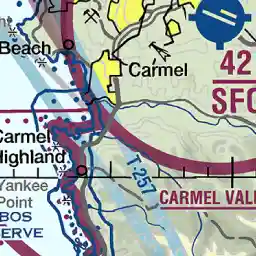 Beach
Carmel
42
SFO
Carmel
Highland
T-257
Yankee
Point
CARMEL VALL
BOS
ERVE